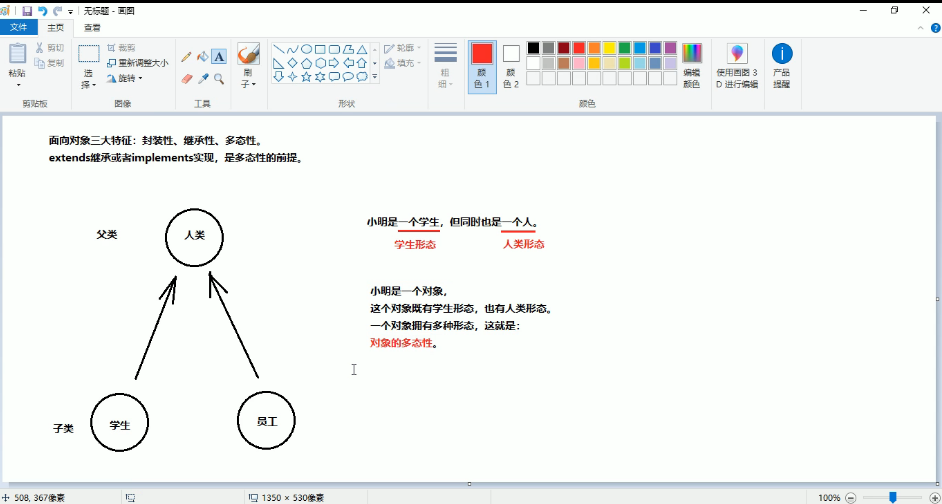 无标题 - 画图
文件
主页
查看
粘贴
剪切
复制
剪贴板
选择
裁剪
重新调整大小
旋转
图像
A
工具
刷子
形状
轮廓
填充
粗细
颜色 1
颜色 2
颜色
编辑颜色
使用画图 3D 进行编辑
产品提醒
面向对象三大特征：封装性、继承性、多态性。
extends继承或者implements实现，是多态性的前提。
父类
人类
小明是一个学生，但同时也是一个人。
学生形态
人类形态
小明是一个对象，
这个对象既有学生形态，也有人类形态。
一个对象拥有多种形态，这就是：
对象的多态性。
子类
学生
员工
508, 367像素
1350 × 530像素
100%